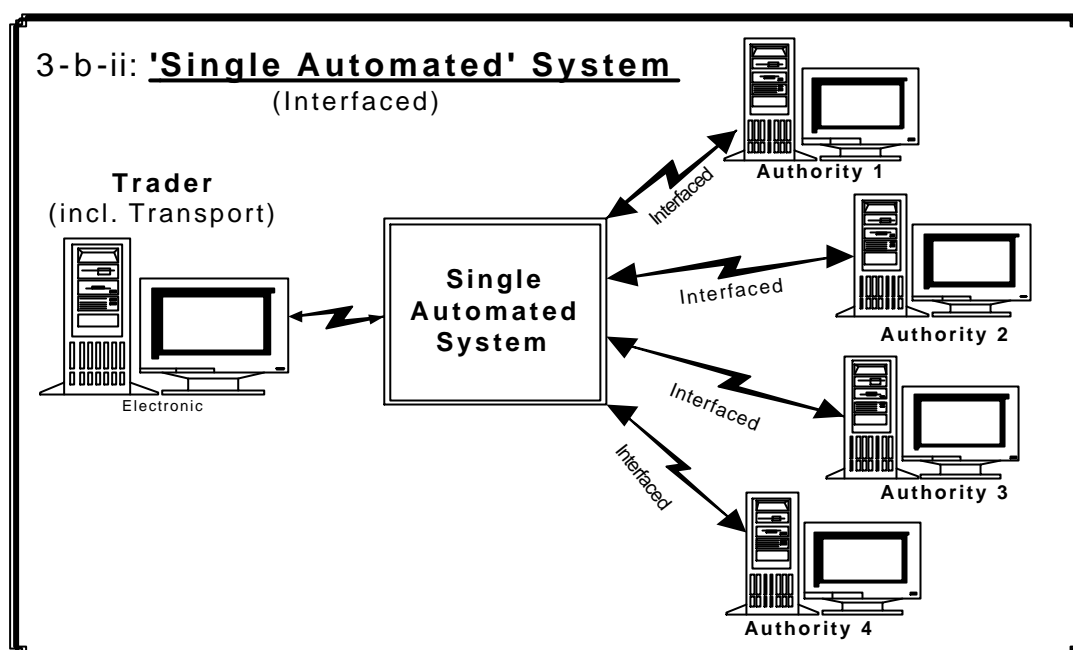 3-b-ii: 'Single Automated' System
(Interfaced)
Trader
(incl. Transport)
Electronic
Single
Automated
System
Interfaced
Authority 1
Interfaced
Authority 2
Interfaced
Authority 3
Interfaced
Authority 4